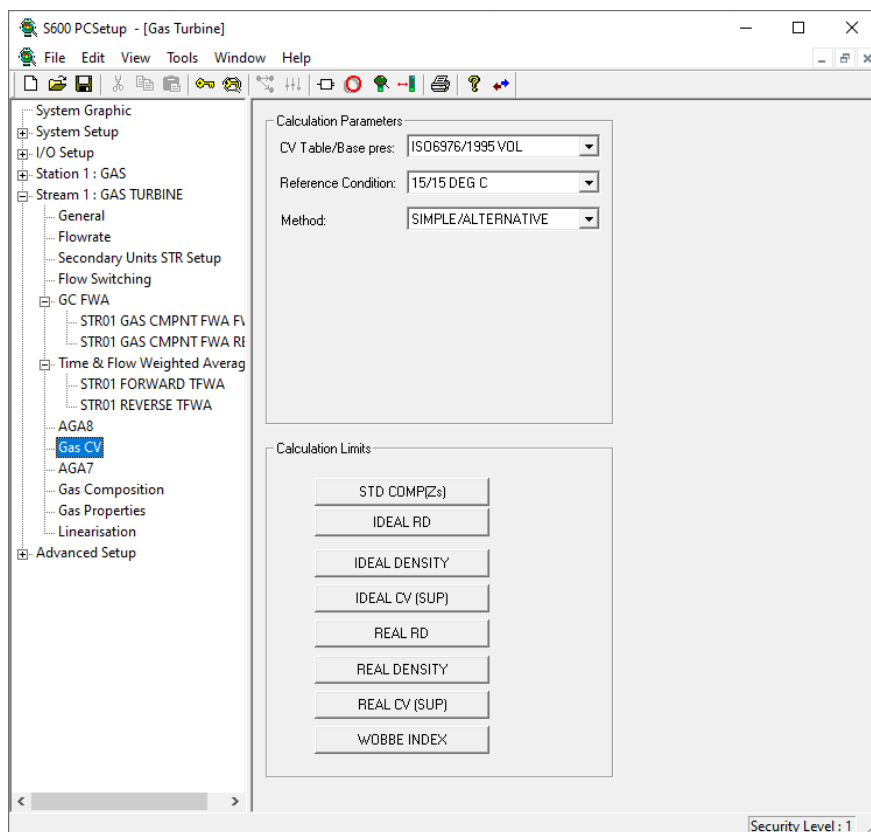 S600 PCSetup - [Gas Turbine]
File Edit View Tools Window Help
System Graphic
System Setup
I/O Setup
Station 1 : GAS
Stream 1 : GAS TURBINE
General
Flowrate
Secondary Units STR Setup
Flow Switching
GC FWA
STR01 GAS CMPNT FWA FW
STR01 GAS CMPNT FWA RE
Time & Flow Weighted Averag
STR01 FORWARD TFWA
STR01 REVERSE TFWA
AGA8
Gas CV
AGA7
Gas Composition
Gas Properties
Linearisation
Advanced Setup
Calculation Parameters
CV Table/Base pres: ISO6976/1995 VOL
Reference Condition: 15/15 DEG C
Method: SIMPLE/ALTERNATIVE
Calculation Limits
STD COMP(Zs)
IDEAL RD
IDEAL DENSITY
IDEAL CV (SUP)
REAL RD
REAL DENSITY
REAL CV (SUP)
WOBBE INDEX
Security Level : 1